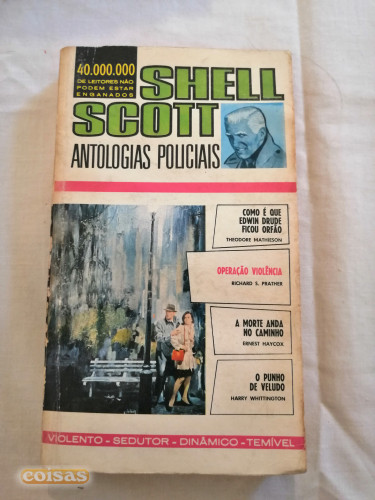 40.000.000
DE LEITORES NÃO
PODEM ESTAR
ENGANADOS
SHELL
SCOTT
ANTOLOGIAS POLICIAIS
COMO É QUE
EDWIN DRUDE
FICOU ORFÃO
THEODORE MATHIESON
OPERAÇÃO VIOLÊNCIA
RICHARD S. PRATHER
A MORTE ANDA
NO CAMINHO
ERNEST HAYCOX
O PUNHO
DE VELUDO
HARRY WHITTINGTON
VIOLENTO - SEDUTOR - DINÂMICO - TEMÍVEL
coisas